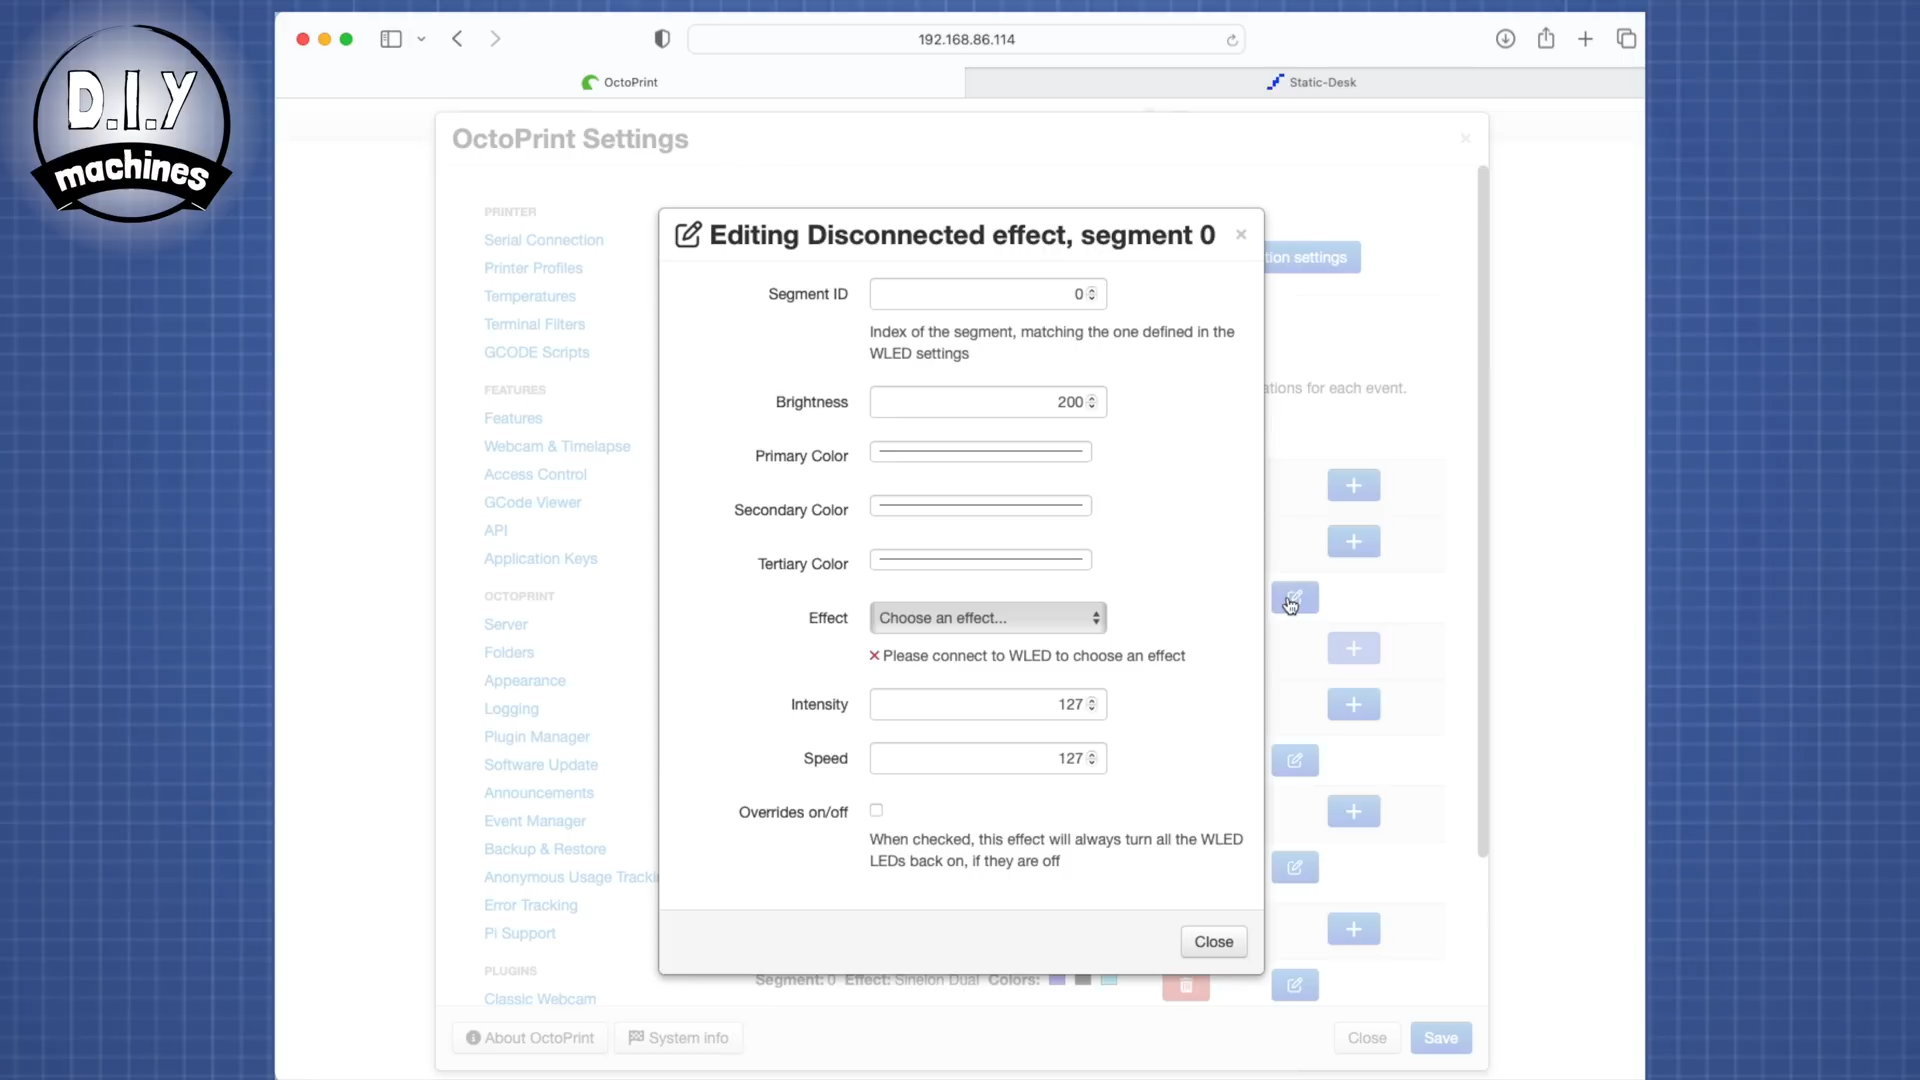 D.I.Y
machines
192.168.86.114
OctoPrint
Static-Desk
OctoPrint Settings
PRINTER
Serial Connection
Printer Profiles
Temperatures
Terminal Filters
GCODE Scripts
FEATURES
Features
Webcam & Timelapse
Access Control
GCode Viewer
API
Application Keys
OCTOPRINT
Server
Folders
Appearance
Logging
Plugin Manager
Software Update
Announcements
Event Manager
Backup & Restore
Anonymous Usage Tracki
Error Tracking
Pi Support
PLUGINS
Classic Webcam
tion settings
ations for each event.
Editing Disconnected effect, segment 0
Segment ID
0
Index of the segment, matching the one defined in the
WLED settings
Brightness
200
Primary Color
Secondary Color
Tertiary Color
Effect
Choose an effect...
Please connect to WLED to choose an effect
Intensity
127
Speed
127
Overrides on/off
When checked, this effect will always turn all the WLED
LEDs back on, if they are off
Close
Segment: 0 Effect: Sinelon Dual Colors:
About OctoPrint
System info
Close
Save